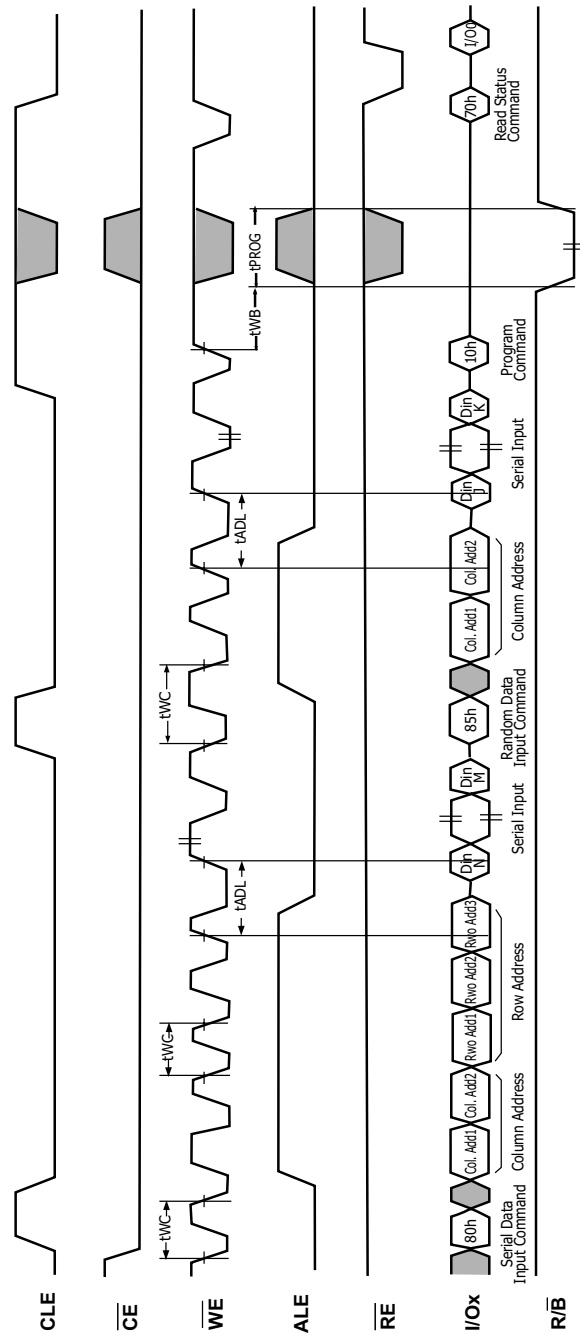 CLE
CE
WE
tWC
tWC
tADL
tWC
tADL
tWB
tPROG
ALE
RE
I/Ox
80h
Col. Add1
Col. Add2
Rwo Add1
Rwo Add2
Rwo Add3
Din
N
Din
M
85h
Col. Add1
Col. Add2
Din
J
Din
K
10h
70h
I/O0
Serial Data
Input Command
Column Address
Row Address
Serial Input
Random Data
Input Command
Column Address
Serial Input
Program
Command
Read Status
Command
R/B